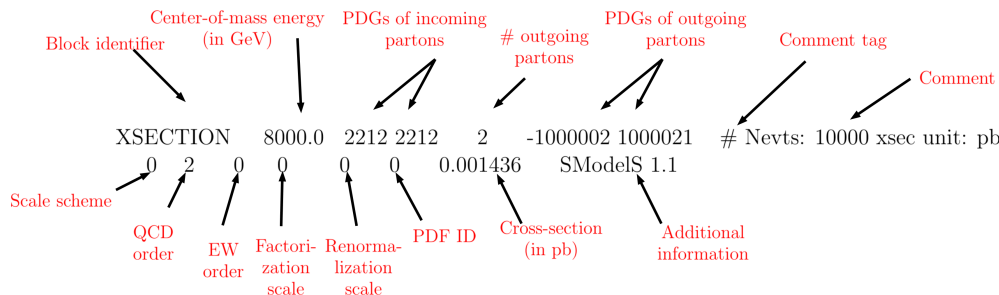 Center-of-mass energy
(in GeV)
PDGs of incoming
partons
PDGs of outgoing
partons
Block identifier
# outgoing
partons
Comment tag
Comment
XSECTION 8000.0 2212 2212 2 -1000002 1000021 # Nevts: 10000 xsec unit: pb
0 2 0 0 0 0 0.001436 SModelS 1.1
Scale scheme
QCD
order
EW
order
Factori-
zation
scale
Renorma-
lization
scale
PDF ID
Cross-section
(in pb)
Additional
information